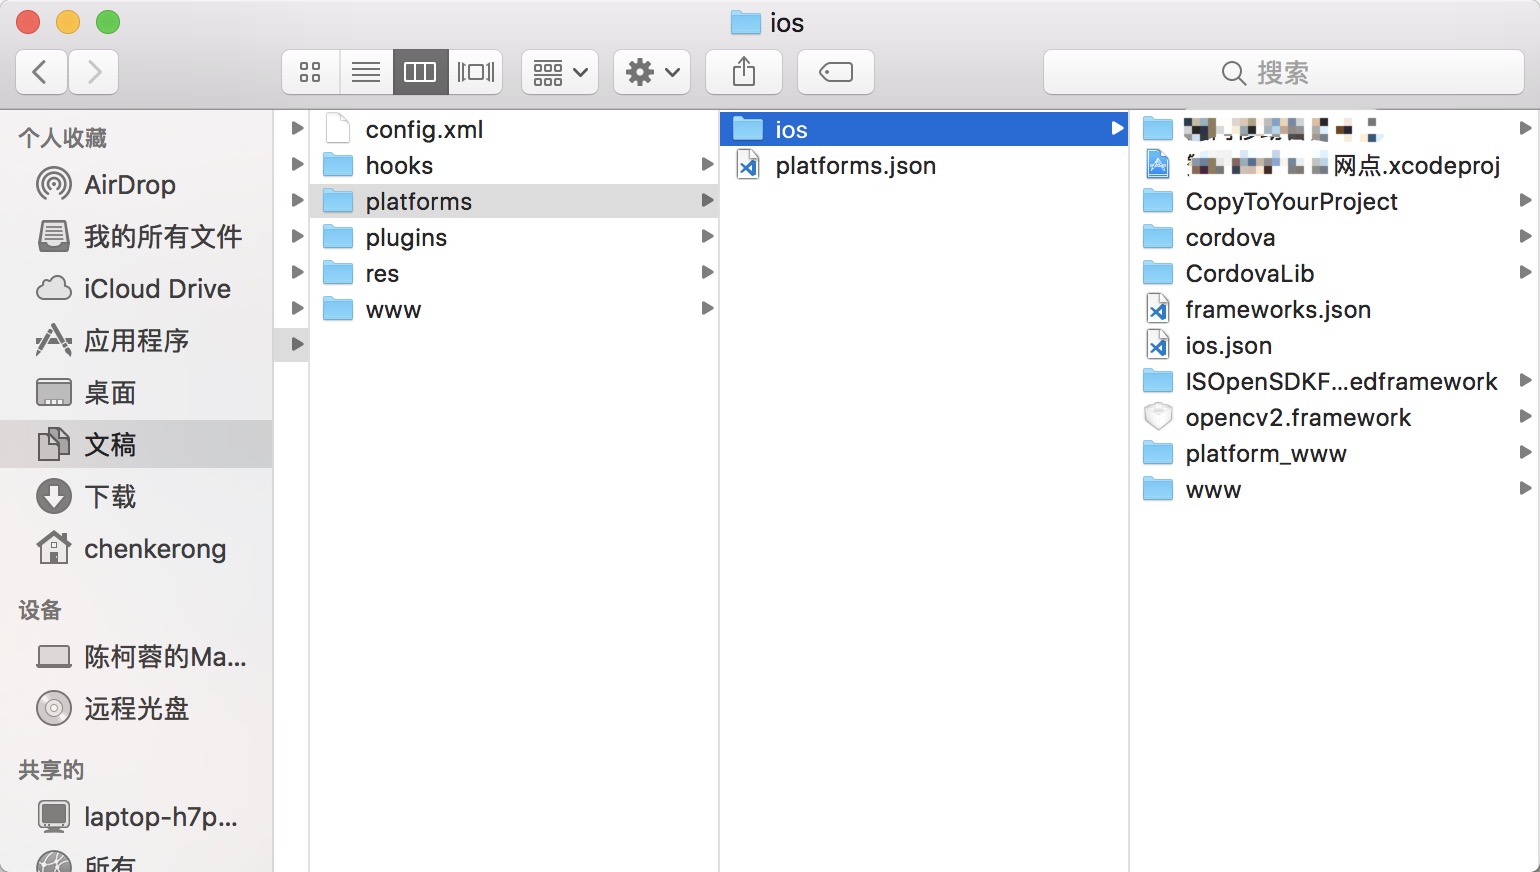 ios
搜索
个人收藏
AirDrop
我的所有文件
iCloud Drive
应用程序
桌面
文稿
下载
chenkerong
设备
陈柯蓉的Ma...
远程光盘
共享的
laptop-h7p...
所有
config.xml
hooks
platforms
plugins
res
www
ios
platforms.json
网点.xcodeproj
CopyToYourProject
cordova
CordovaLib
frameworks.json
ios.json
ISOpenSDKF...edframework
opencv2.framework
platform_www
www